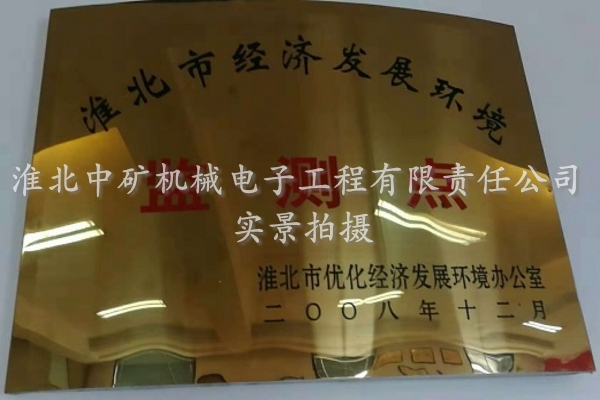 淮北市经济发展环境
监测点
淮北中矿机械电子工程有限责任公司
实景拍摄
淮北市优化经济发展环境办公室
二〇〇八年十二月